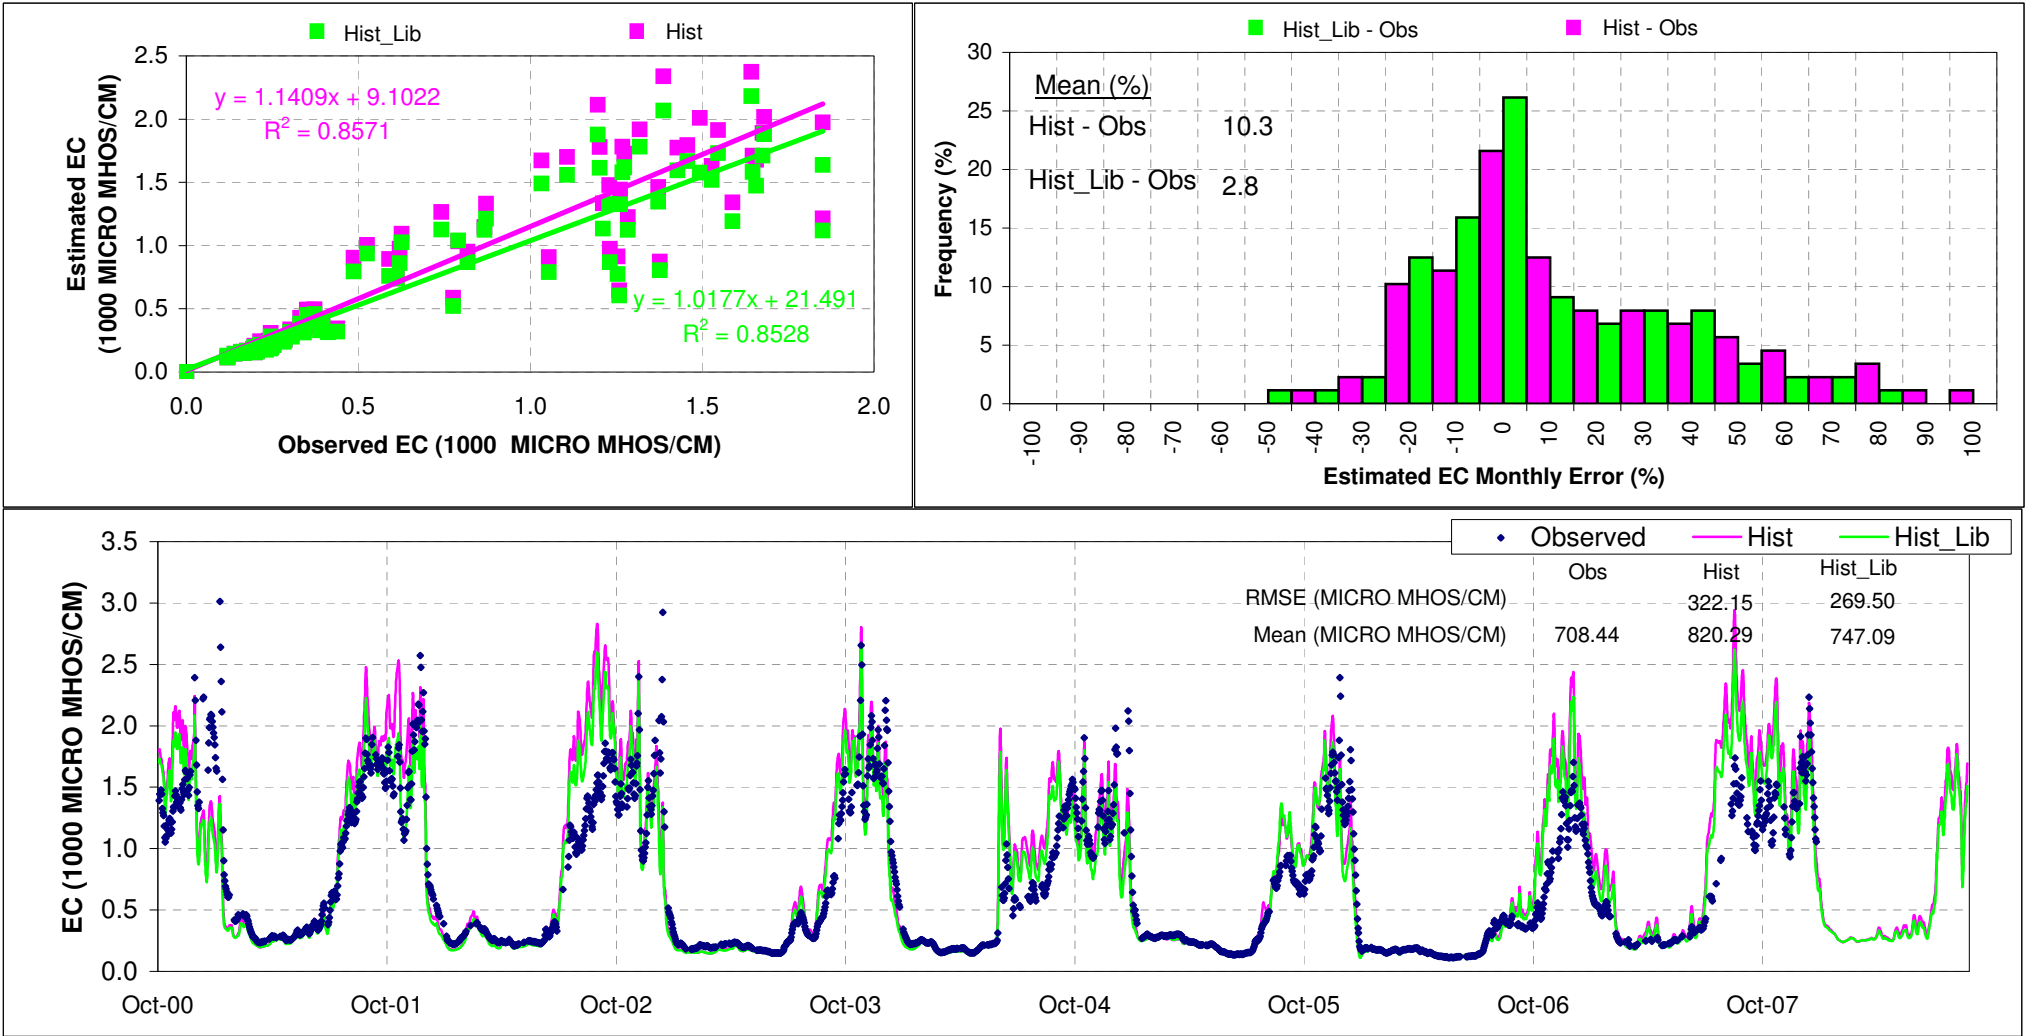 Hist_Lib Hist
2.5
2.0
1.5
1.0
0.5
0.0
0.0 0.5 1.0 1.5 2.0
Estimated EC
(1000 MICRO MHOS/CM)
y = 1.1409x + 9.1022
R2 = 0.8571
y = 1.0177x + 21.491
R2 = 0.8528
Observed EC (1000 MICRO MHOS/CM)
Hist_Lib - Obs Hist - Obs
30
25
20
15
10
5
0
Frequency (%)
Mean (%)
Hist - Obs 10.3
Hist_Lib - Obs 2.8
-100 -90 -80 -70 -60 -50 -40 -30 -20 -10 0 10 20 30 40 50 60 70 80 90 100
Estimated EC Monthly Error (%)
Observed Hist Hist_Lib
Obs Hist Hist_Lib
RMSE (MICRO MHOS/CM) 322.15 269.50
Mean (MICRO MHOS/CM) 708.44 820.29 747.09
EC (1000 MICRO MHOS/CM)
3.5
3.0
2.5
2.0
1.5
1.0
0.5
0.0
Oct-00 Oct-01 Oct-02 Oct-03 Oct-04 Oct-05 Oct-06 Oct-07